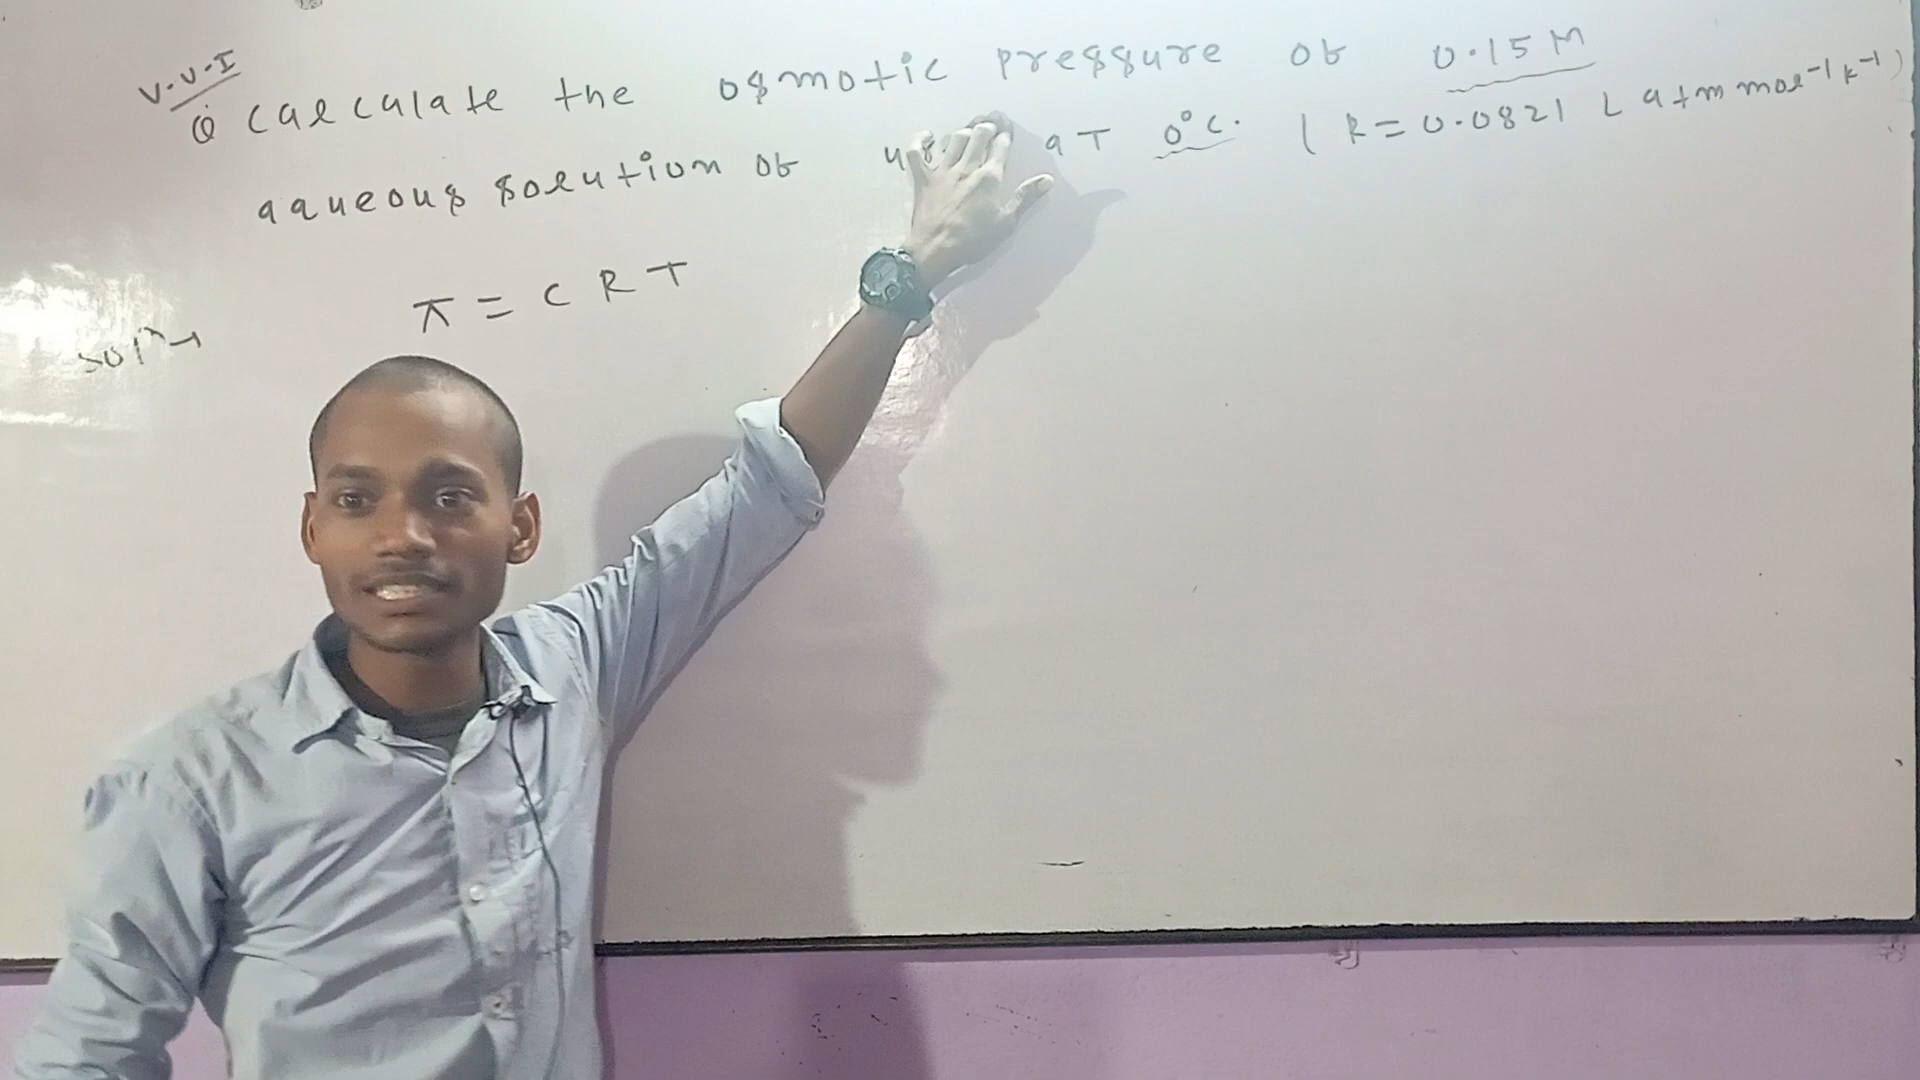 V.V.I
Q Calculate the osmotic pressure of 0.15 M
aqueous solution of at 0°C. ( R = 0.0821 L atm mol⁻¹ K⁻¹)
Solⁿ→ π = C R T